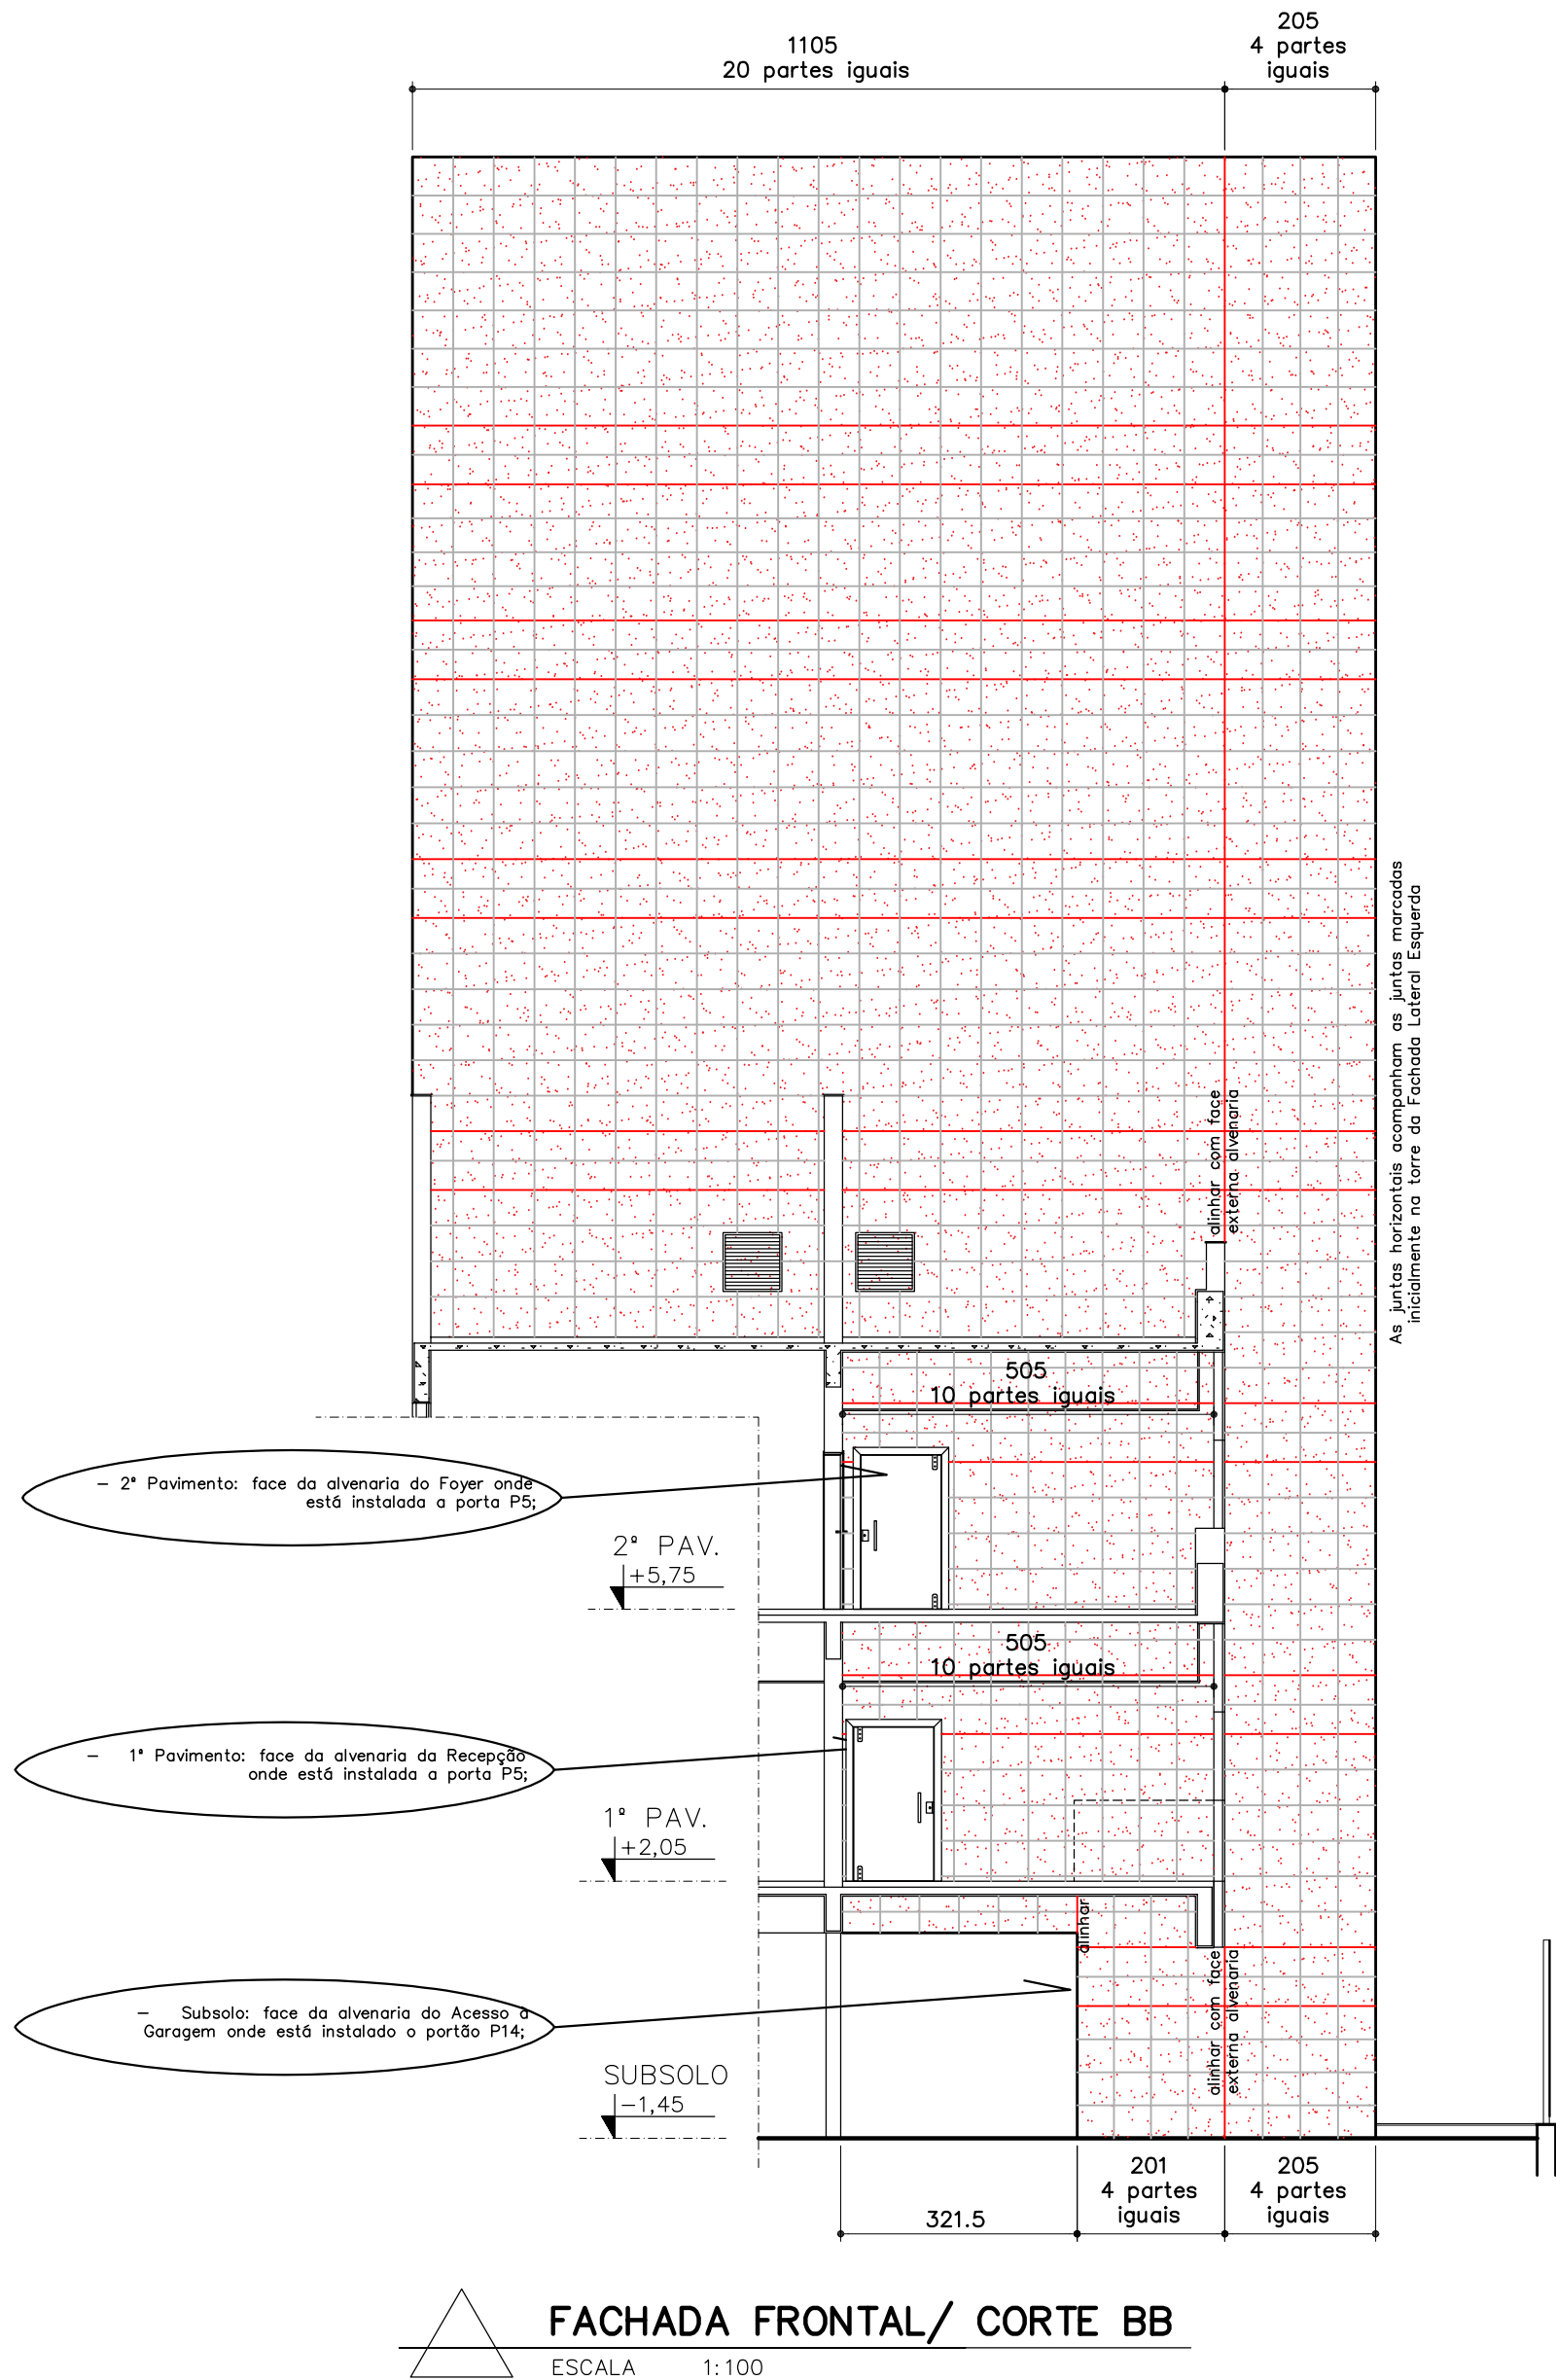 1105
20 partes iguais
205
4 partes
iguais
As juntas horizontais acompanham as juntas marcadas
inicialmente na torre da Fachada Lateral Esquerda
alinhar com face
externa alvenaria
505
10 partes iguais
– 2º Pavimento: face da alvenaria do Foyer onde
está instalada a porta P5;
2º PAV.
+5,75
505
10 partes iguais
– 1º Pavimento: face da alvenaria da Recepção
onde está instalada a porta P5;
1º PAV.
+2,05
alinhar
alinhar com face
externa alvenaria
– Subsolo: face da alvenaria do Acesso à
Garagem onde está instalado o portão P14;
SUBSOLO
–1,45
321.5
201
4 partes
iguais
205
4 partes
iguais
FACHADA FRONTAL/ CORTE BB
ESCALA 1:100